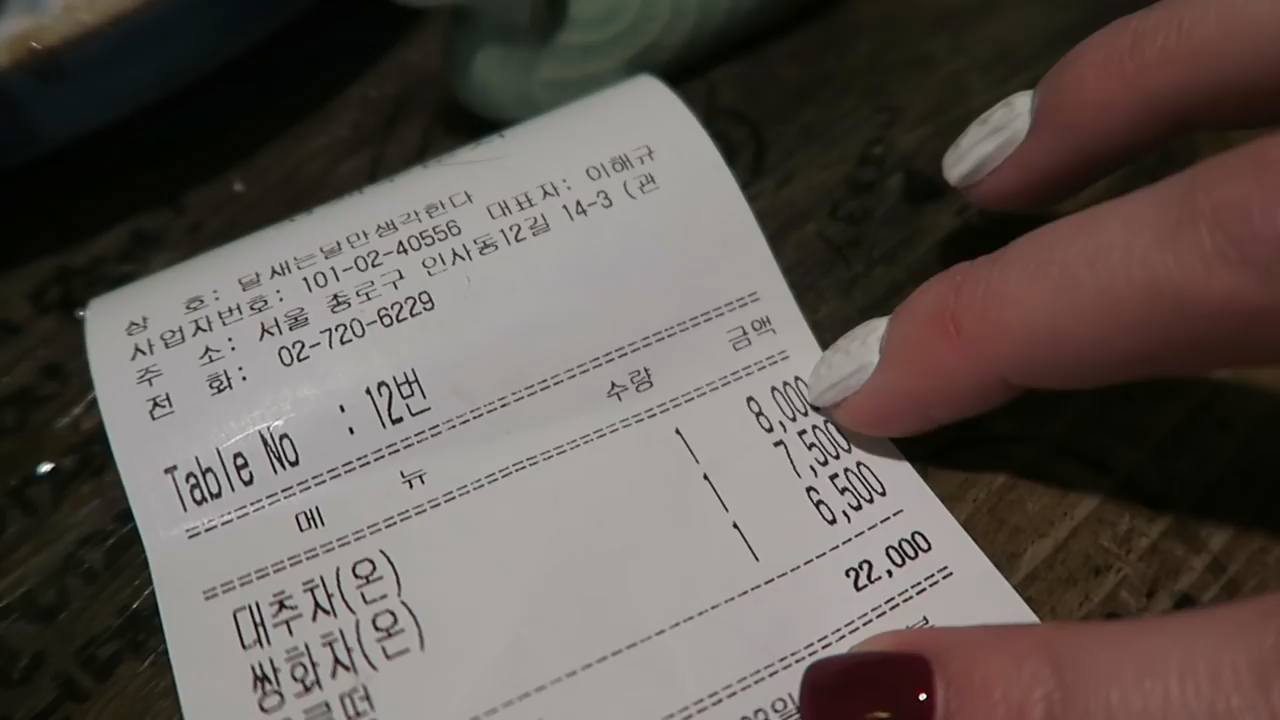 상 호: 달새는달만생각한다
사업자번호: 101-02-40556 대표자: 이해규
주 소: 서울 종로구 인사동12길 14-3 (관
전 화: 02-720-6229
Table No : 12번
메 뉴 수량 금액
대추차(온) 1 8,000
쌍화차(온) 1 7,500
1 6,500
22,000